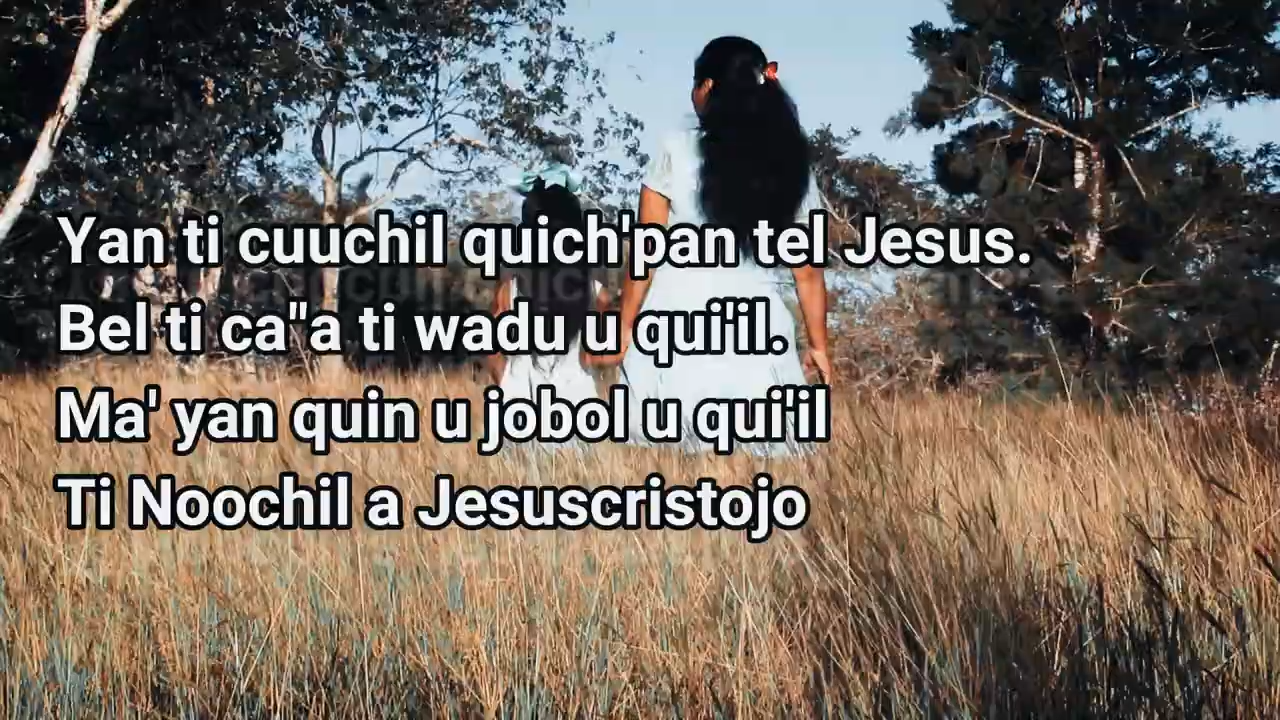 Yan ti cuuchil quich'pan tel Jesus.
Bel ti ca"a ti wadu u qui'il.
Ma' yan quin u jobol u qui'il
Ti Noochil a Jesuscristojo